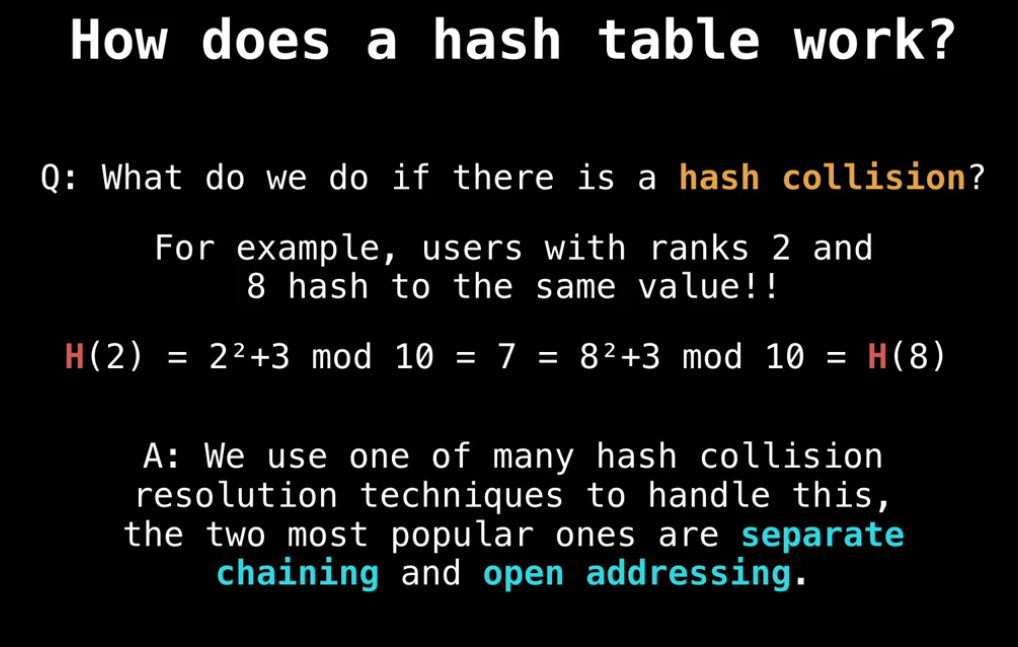 How does a hash table work?
Q: What do we do if there is a hash collision?
For example, users with ranks 2 and
8 hash to the same value!!
H(2) = 2²+3 mod 10 = 7 = 8²+3 mod 10 = H(8)
A: We use one of many hash collision
resolution techniques to handle this,
the two most popular ones are separate
chaining and open addressing.